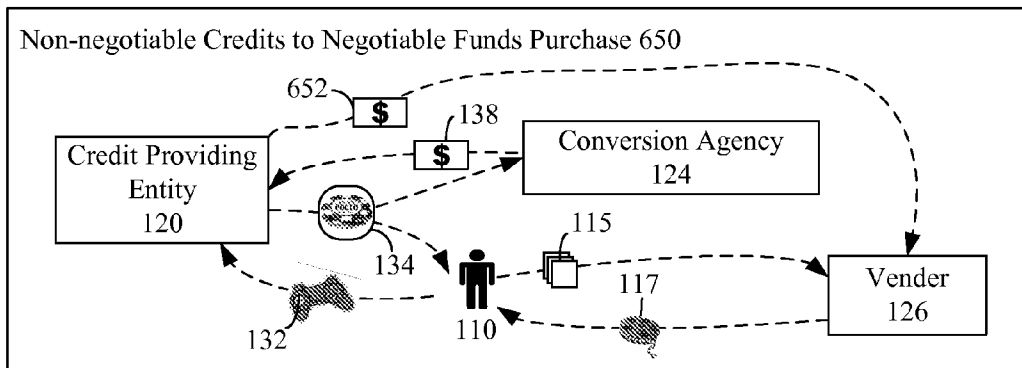 Non-negotiable Credits to Negotiable Funds Purchase 650
652
$
138
$
Credit Providing
Entity
120
Conversion Agency
124
134
115
117
132
110
Vender
126